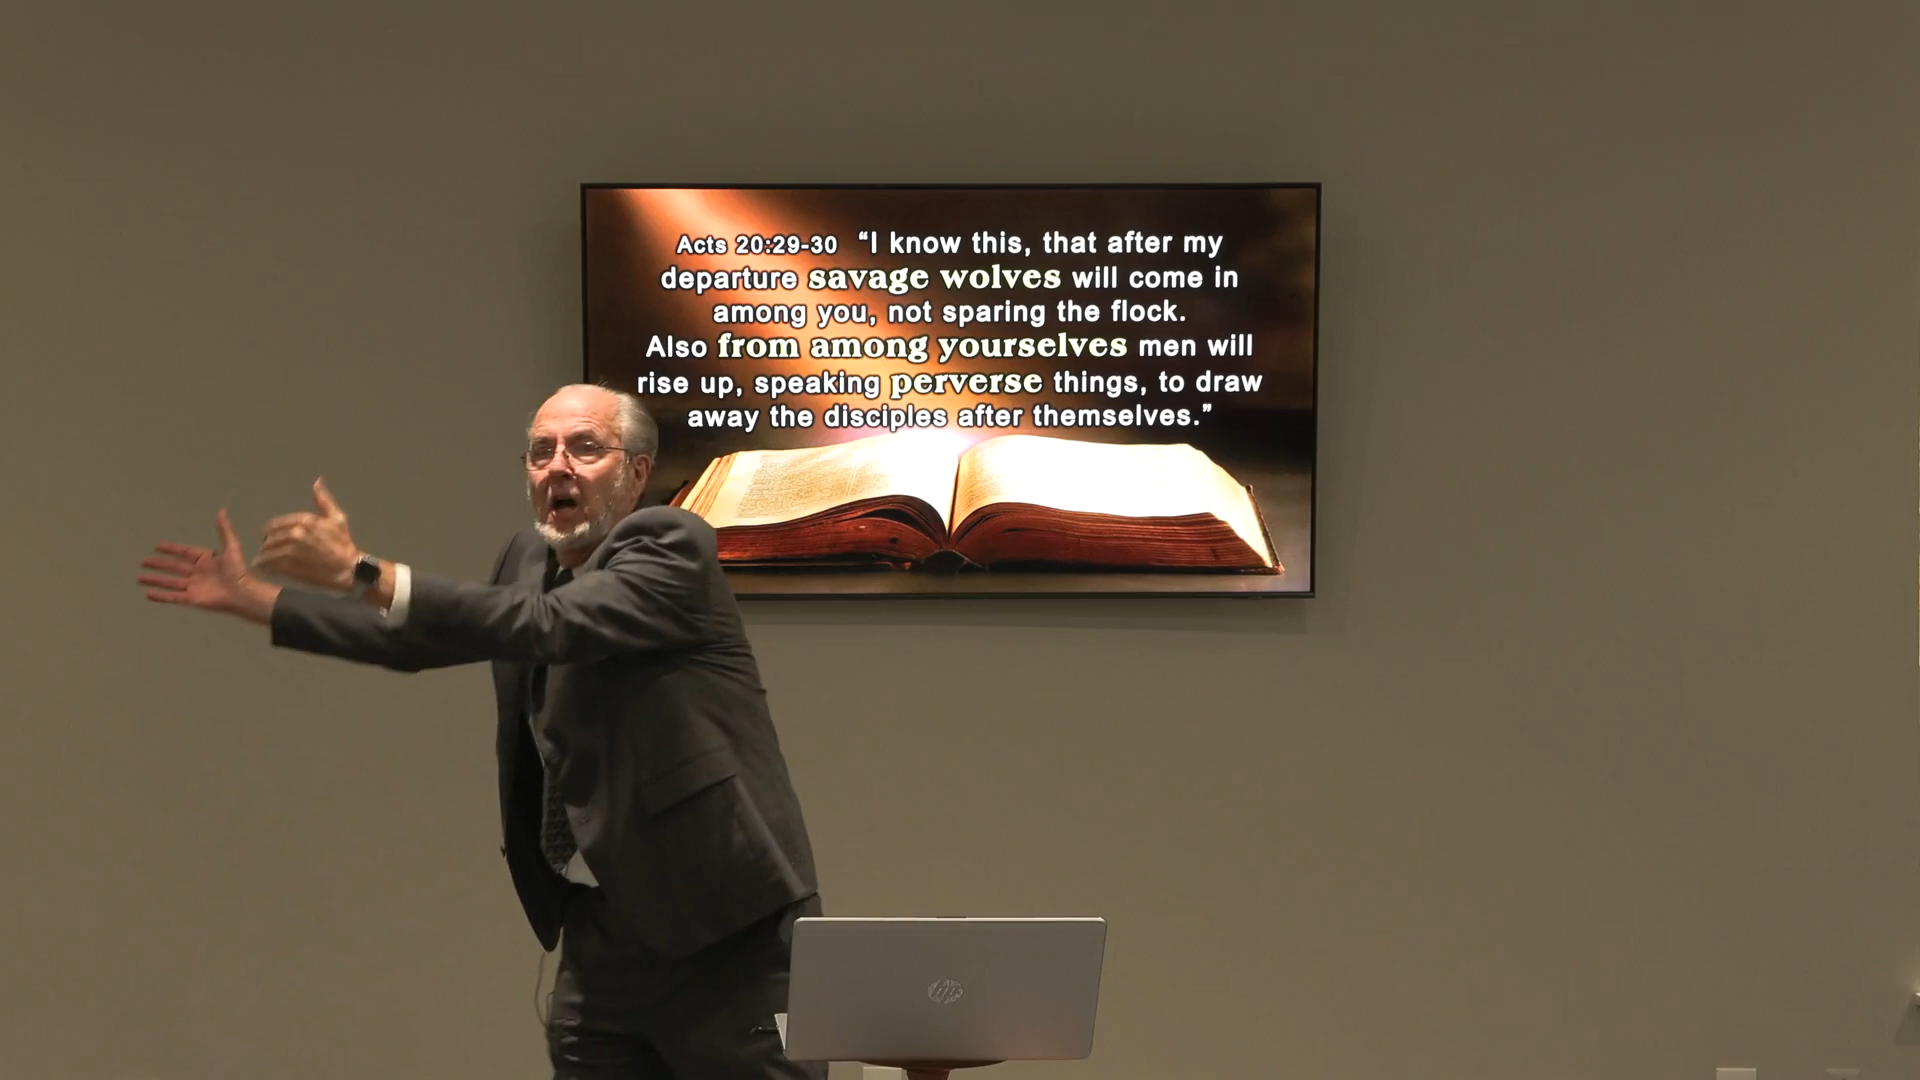 Acts 20:29-30 “I know this, that after my
departure savage wolves will come in
among you, not sparing the flock.
Also from among yourselves men will
rise up, speaking perverse things, to draw
away the disciples after themselves.”
hp